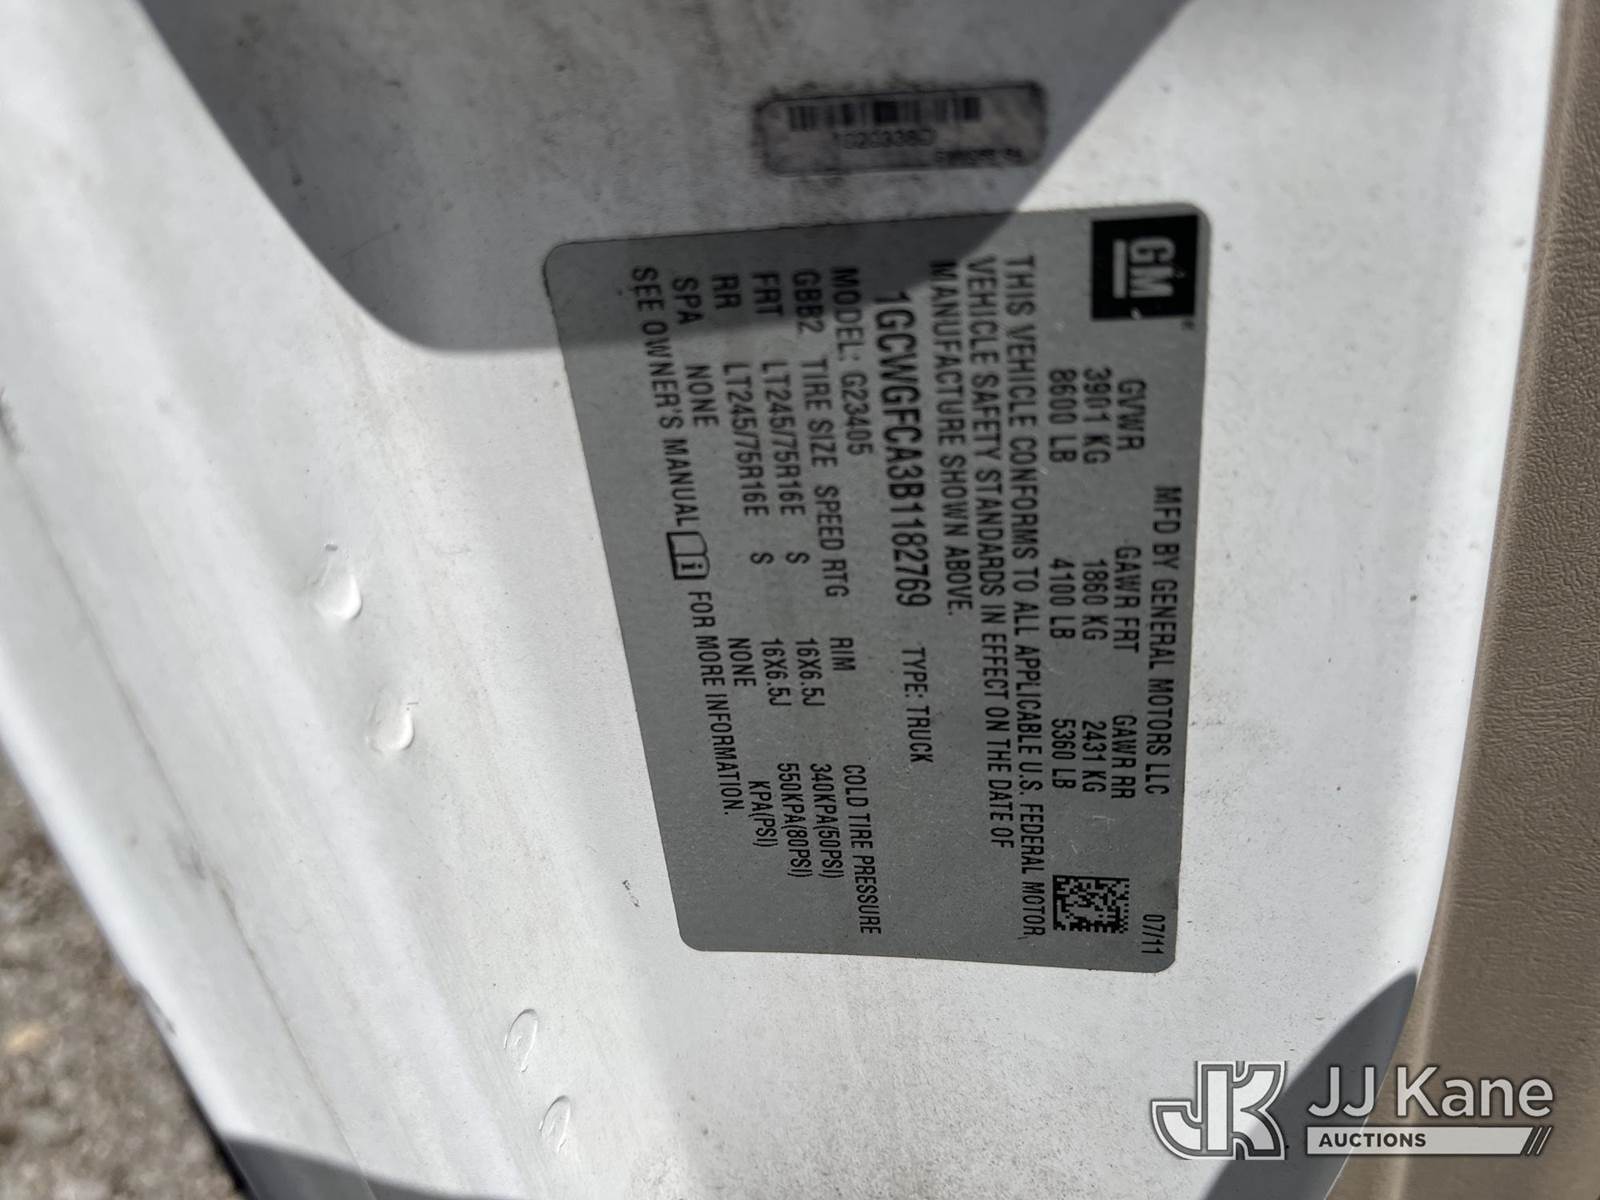 GM
MFD BY GENERAL MOTORS LLC 07/11
GVWR GAWR FRT GAWR RR
3901 KG 1860 KG 2431 KG
8600 LB 4100 LB 5360 LB
THIS VEHICLE CONFORMS TO ALL APPLICABLE U.S. FEDERAL MOTOR
VEHICLE SAFETY STANDARDS IN EFFECT ON THE DATE OF
MANUFACTURE SHOWN ABOVE.
1GCWGFCA3B1182769 TYPE: TRUCK
MODEL: G23405
GBB2 TIRE SIZE SPEED RTG RIM COLD TIRE PRESSURE
FRT LT245/75R16E S 16X6.5J 340KPA(50PSI)
RR LT245/75R16E S 16X6.5J 550KPA(80PSI)
SPA NONE NONE KPA(PSI)
SEE OWNER'S MANUAL i FOR MORE INFORMATION.
JK JJ Kane
AUCTIONS